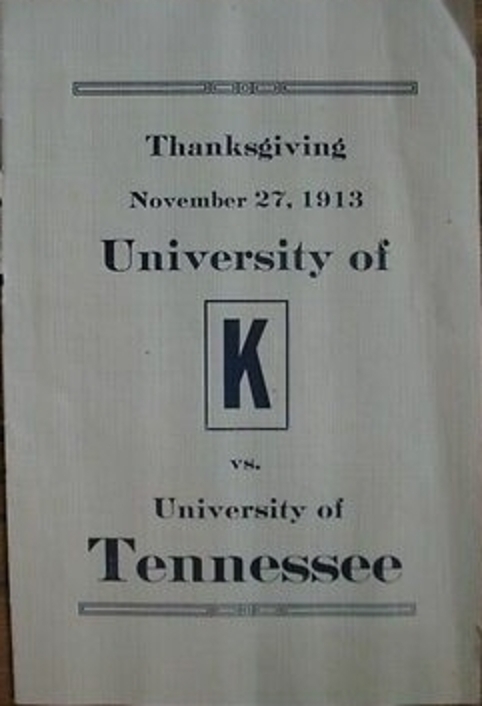 Thanksgiving
November 27, 1913
University of
K
vs.
University of
Tennessee